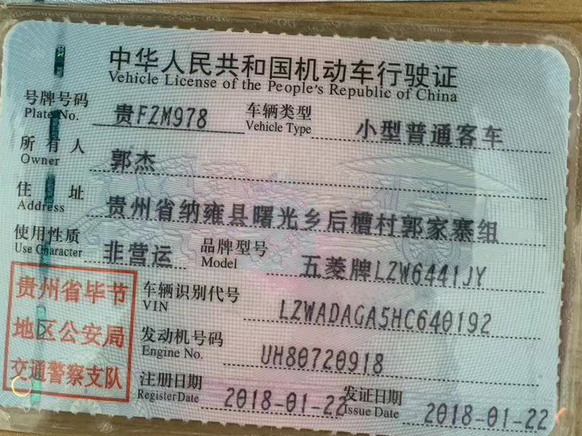 中华人民共和国机动车行驶证
Vehicle License of the People's Republic of China
号牌号码 贵FZM978 车辆类型 小型普通客车
Plate No. Vehicle Type
所有人 郭杰
Owner
住址 贵州省纳雍县曙光乡后槽村郭家寨组
Address
使用性质 非营运 品牌型号 五菱牌LZW6441JY
Use Character Model
贵州省毕节
地区公安局
交通警察支队
车辆识别代号 LZWADAGA5HC640192
VIN
发动机号码 UH80720918
Engine No.
注册日期 2018-01-22 发证日期 2018-01-22
Register Date Issue Date